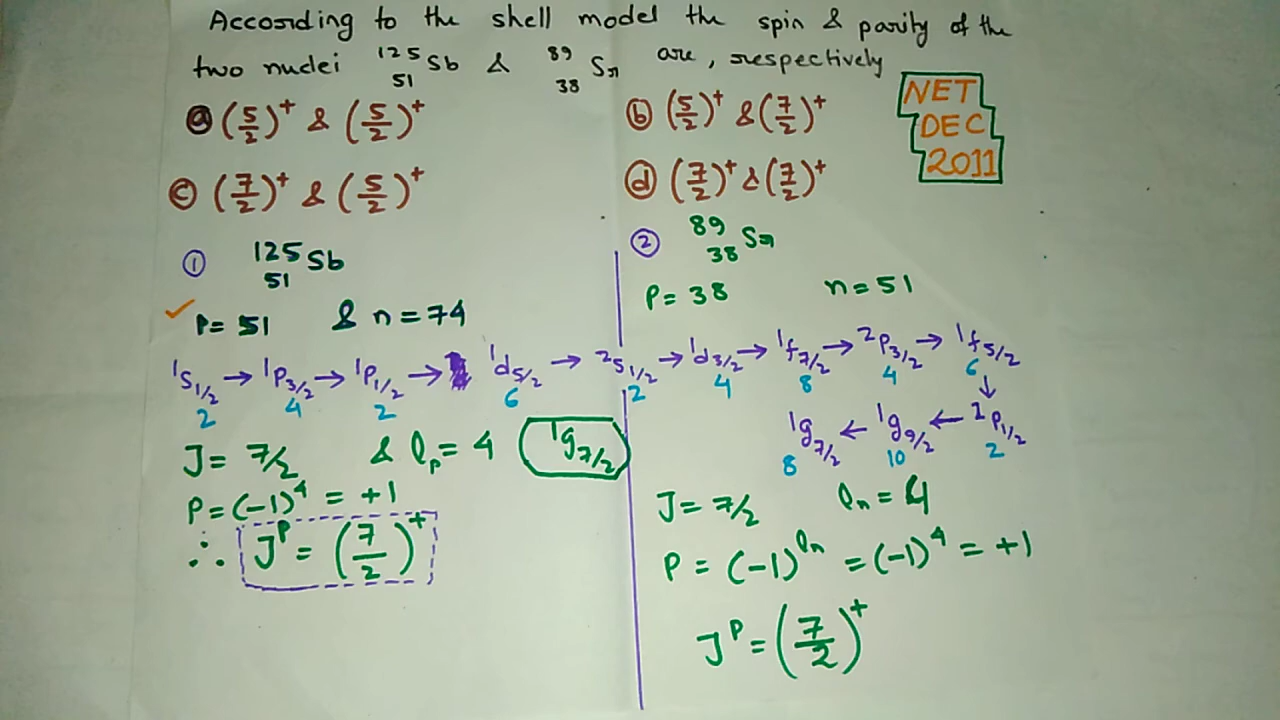 According to the shell model the spin & parity of the
two nuclei ¹²⁵₅₁Sb & ⁸⁹₃₈Sr are, respectively
NET
DEC
2011
ⓐ (5/2)⁺ & (5/2)⁺ ⓑ (5/2)⁺ & (7/2)⁺
ⓒ (7/2)⁺ & (5/2)⁺ ⓓ (7/2)⁺ & (7/2)⁺
① ¹²⁵₅₁Sb
✓ P = 51 & n = 74
② ⁸⁹₃₈Sr
P = 38 n = 51
¹S₁/₂ → ¹P₃/₂ → ¹P₁/₂ → ¹d₅/₂ → ²S₁/₂ → ¹d₃/₂ → ¹f₇/₂ → ²P₃/₂ → ¹f₅/₂
2 4 2 6 2 4 8 4 6 ↓
¹g₇/₂ ← ¹g₉/₂ ← ²P₁/₂
8 10 2
J = 7/2 & lₚ = 4 ¹g₇/₂
P = (-1)⁴ = +1
∴ Jᴾ = (7/2)⁺
J = 7/2 lₙ = 4
P = (-1)^lₙ = (-1)⁴ = +1
Jᴾ = (7/2)⁺